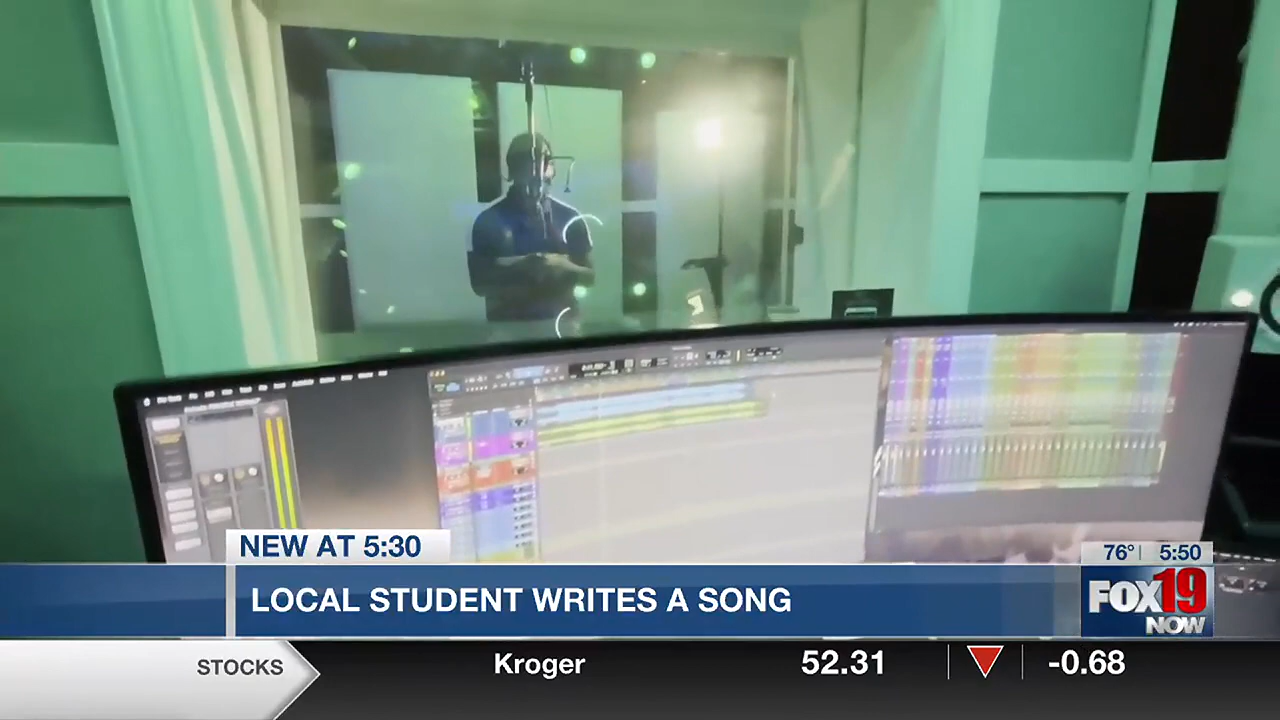 NEW AT 5:30
76° 5:50
LOCAL STUDENT WRITES A SONG
FOX19
NOW
STOCKS Kroger 52.31 -0.68